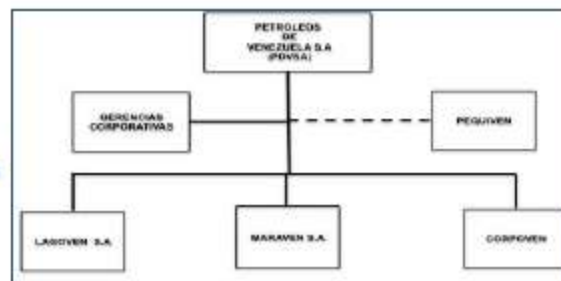 PETROLEOS
DE
VENEZUELA S.A
(PDVSA)
GERENCIAS
CORPORATIVAS
PEQUIVEN
LAGOVEN S.A.
MARAVEN S.A.
CORPOVEN